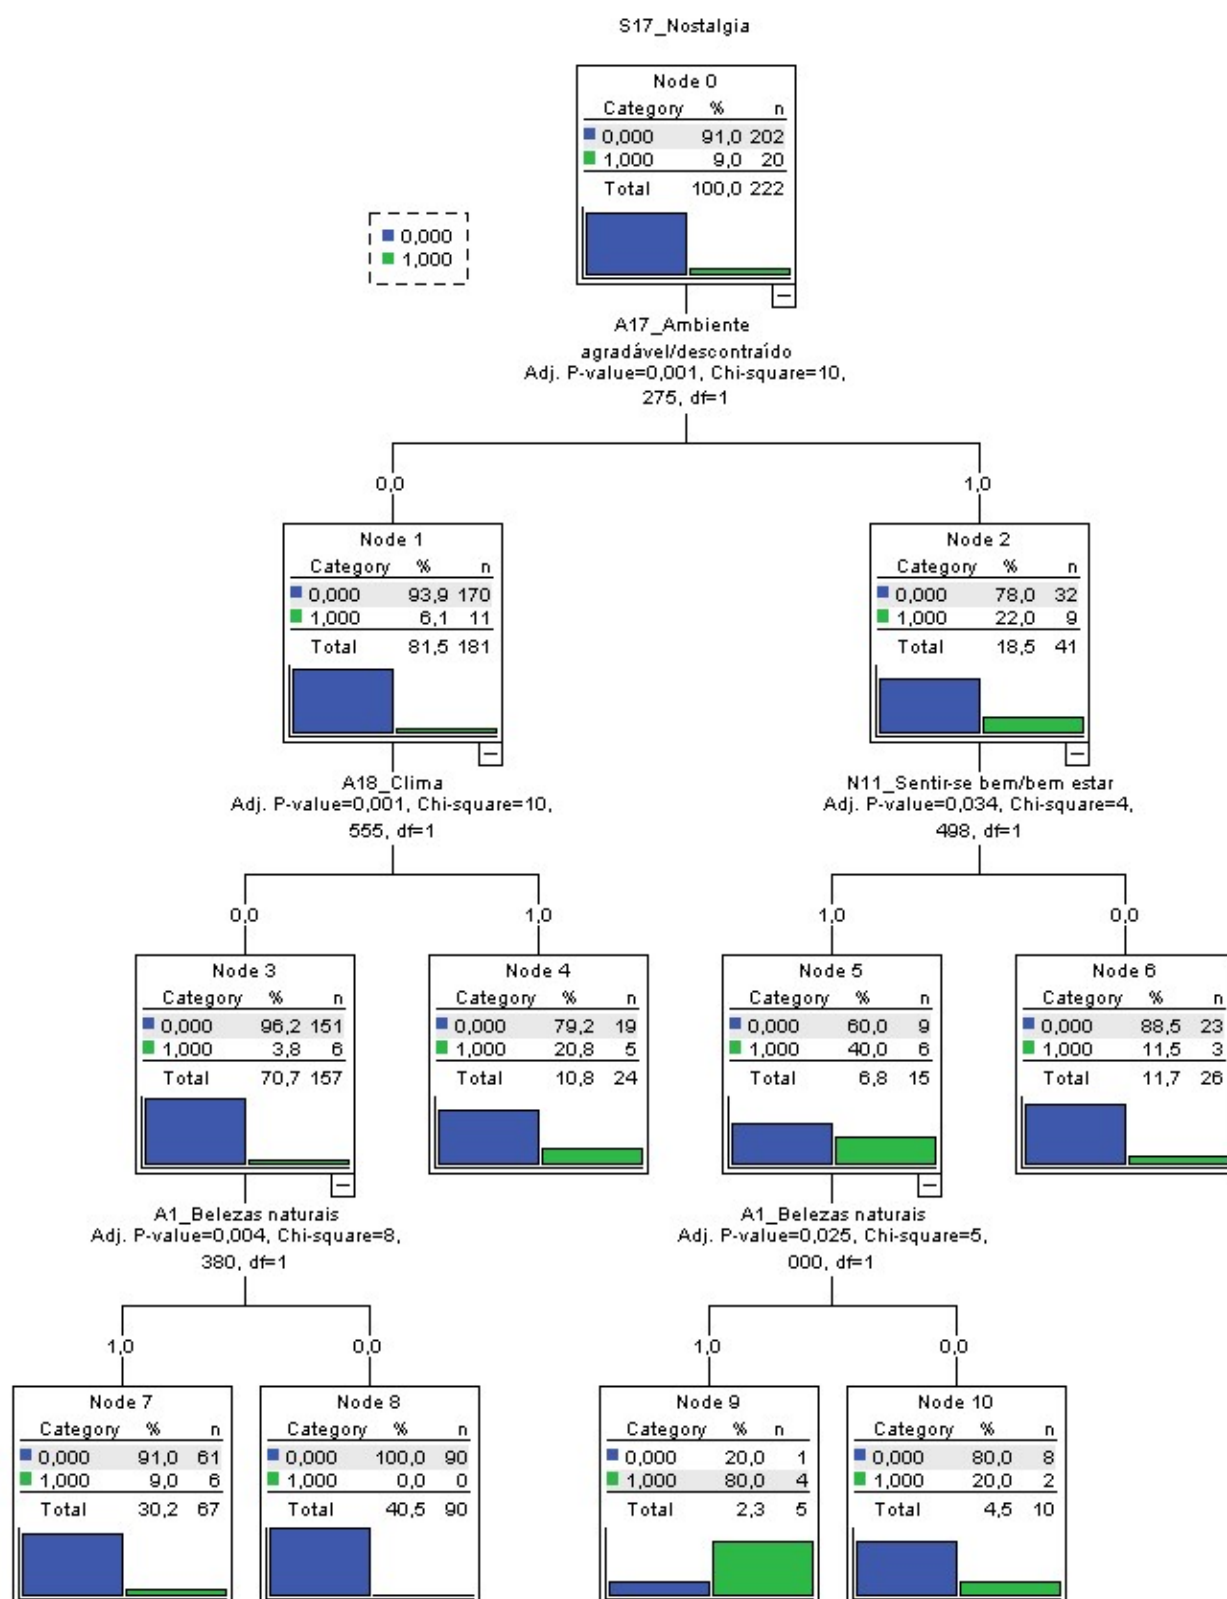 S17_Nostalgia
Node 0
Category % n
0,000 91,0 202
1,000 9,0 20
Total 100,0 222
0,000
1,000
A17_Ambiente
agradável/descontraído
Adj. P-value=0,001, Chi-square=10,
275, df=1
0,0
1,0
Node 1
Category % n
0,000 93,9 170
1,000 6,1 11
Total 81,5 181
Node 2
Category % n
0,000 78,0 32
1,000 22,0 9
Total 18,5 41
A18_Clima
Adj. P-value=0,001, Chi-square=10,
555, df=1
N11_Sentir-se bem/bem estar
Adj. P-value=0,034, Chi-square=4,
498, df=1
0,0
1,0
1,0
0,0
Node 3
Category % n
0,000 96,2 151
1,000 3,8 6
Total 70,7 157
Node 4
Category % n
0,000 79,2 19
1,000 20,8 5
Total 10,8 24
Node 5
Category % n
0,000 60,0 9
1,000 40,0 6
Total 6,8 15
Node 6
Category % n
0,000 88,5 23
1,000 11,5 3
Total 11,7 26
A1_Belezas naturais
Adj. P-value=0,004, Chi-square=8,
380, df=1
A1_Belezas naturais
Adj. P-value=0,025, Chi-square=5,
000, df=1
1,0
0,0
1,0
0,0
Node 7
Category % n
0,000 91,0 61
1,000 9,0 6
Total 30,2 67
Node 8
Category % n
0,000 100,0 90
1,000 0,0 0
Total 40,5 90
Node 9
Category % n
0,000 20,0 1
1,000 80,0 4
Total 2,3 5
Node 10
Category % n
0,000 80,0 8
1,000 20,0 2
Total 4,5 10